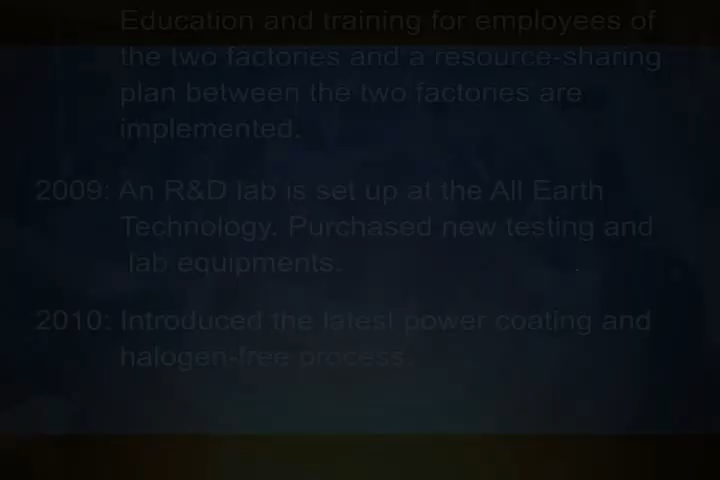 Education and training for employees of
the two factories and a resource-sharing
plan between the two factories are
implemented.
2009: An R&D lab is set up at the All Earth
Technology. Purchased new testing and
lab equipments.
2010: Introduced the latest power coating and
halogen-free process.